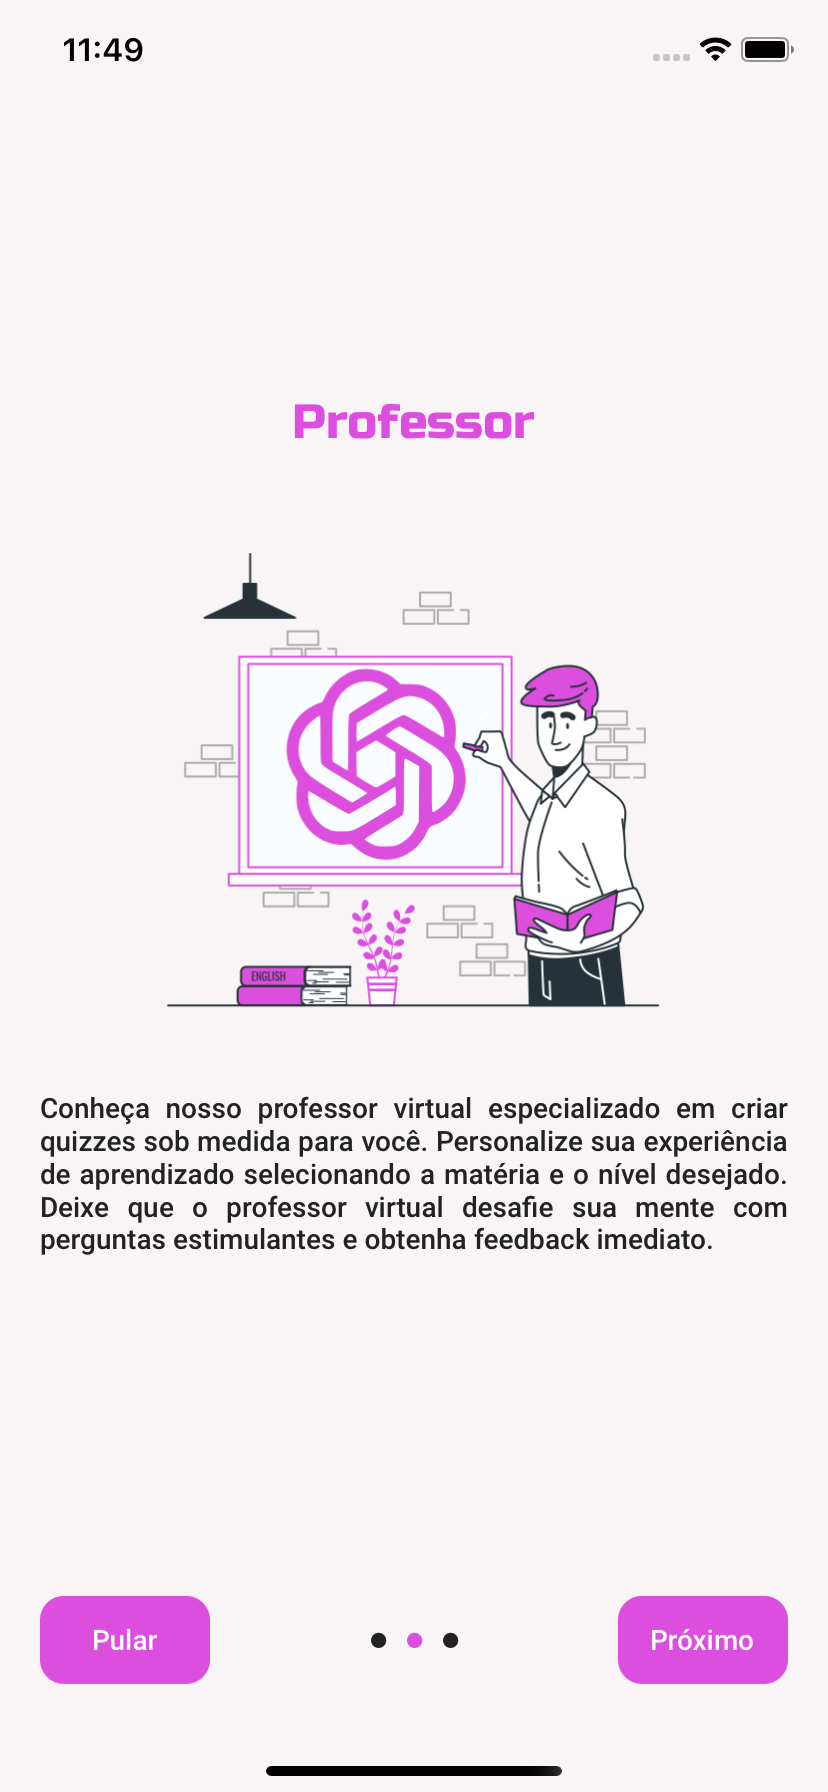 11:49
Professor
ENGLISH
Conheça nosso professor virtual especializado em criar
quizzes sob medida para você. Personalize sua experiência
de aprendizado selecionando a matéria e o nível desejado.
Deixe que o professor virtual desafie sua mente com
perguntas estimulantes e obtenha feedback imediato.
Pular
Próximo